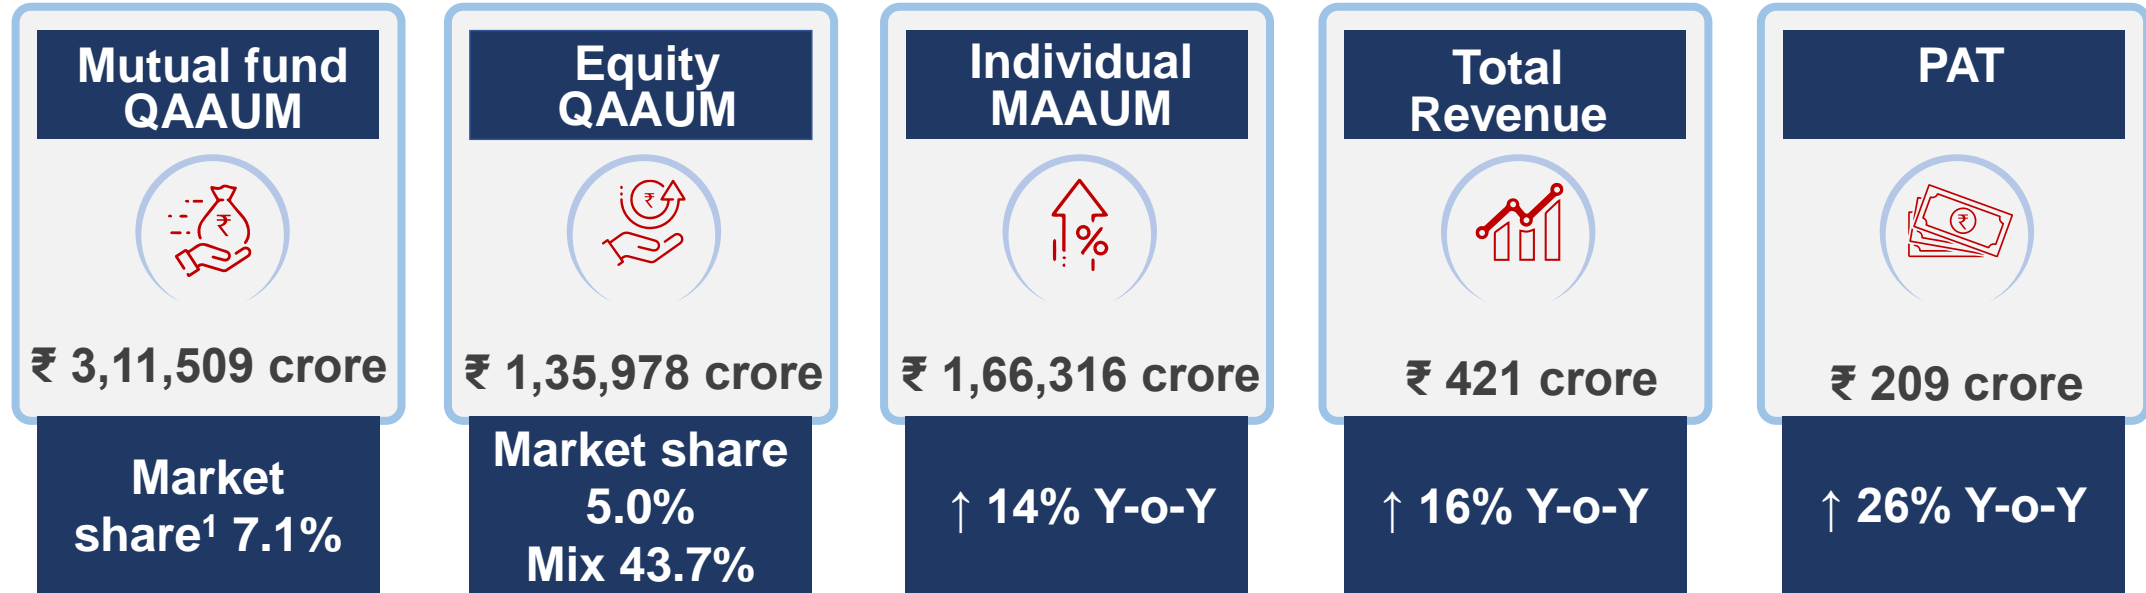 Mutual fund
QAAUM
₹ 3,11,509 crore
Market
share¹ 7.1%
Equity
QAAUM
₹ 1,35,978 crore
Market share
5.0%
Mix 43.7%
Individual
MAAUM
₹ 1,66,316 crore
↑ 14% Y-o-Y
Total
Revenue
₹ 421 crore
↑ 16% Y-o-Y
PAT
₹ 209 crore
↑ 26% Y-o-Y